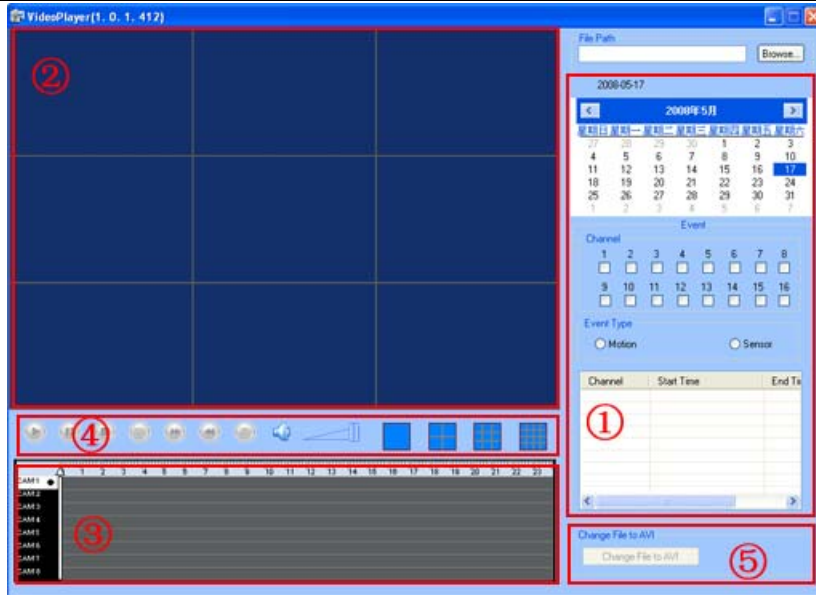 VideoPlayer(1. 0. 1. 412)
②
File Path
Browse...
2008-05-17
2008年5月
星期日 星期一 星期二 星期三 星期四 星期五 星期六
27 28 29 30 1 2 3
4 5 6 7 8 9 10
11 12 13 14 15 16 17
18 19 20 21 22 23 24
25 26 27 28 29 30 31
1 2 3 4 5 6 7
Event
Channel
1 2 3 4 5 6 7 8
9 10 11 12 13 14 15 16
Event Type
Motion Sensor
Channel Start Time End Ti
①
④
1 2 3 4 5 6 7 8 9 10 11 12 13 14 15 16 17 18 19 20 21 22 23
CAM1
CAM2
CAM3
CAM4
CAM5
CAM6
CAM7
CAM8
③
Change File to AVI
Change File to AVI
⑤